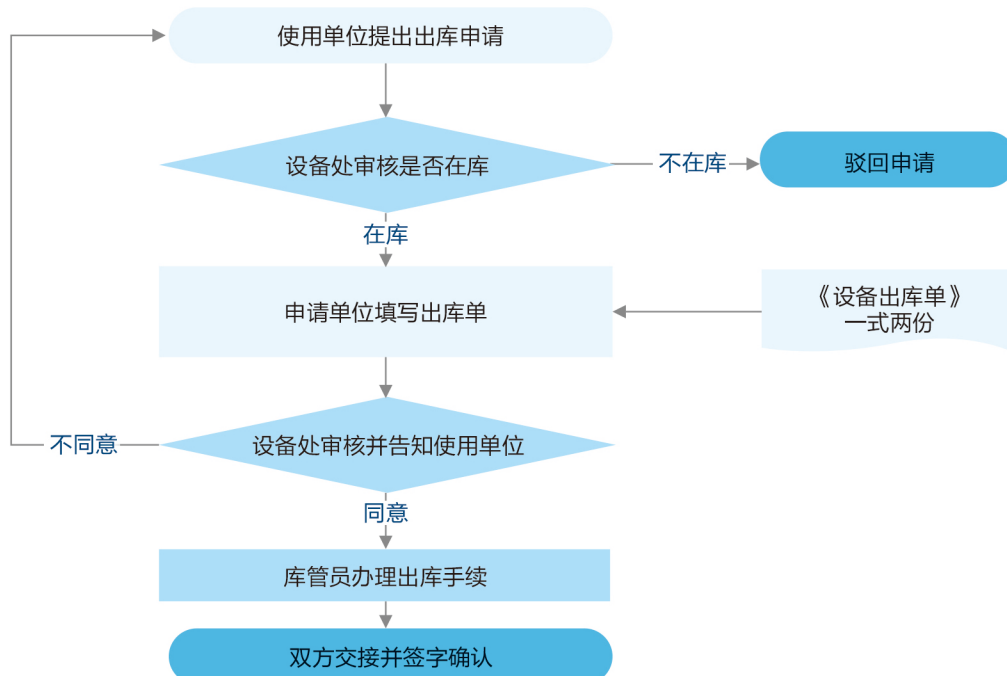 使用单位提出出库申请
设备处审核是否在库
不在库
驳回申请
在库
申请单位填写出库单
《设备出库单》
一式两份
不同意
设备处审核并告知使用单位
同意
库管员办理出库手续
双方交接并签字确认